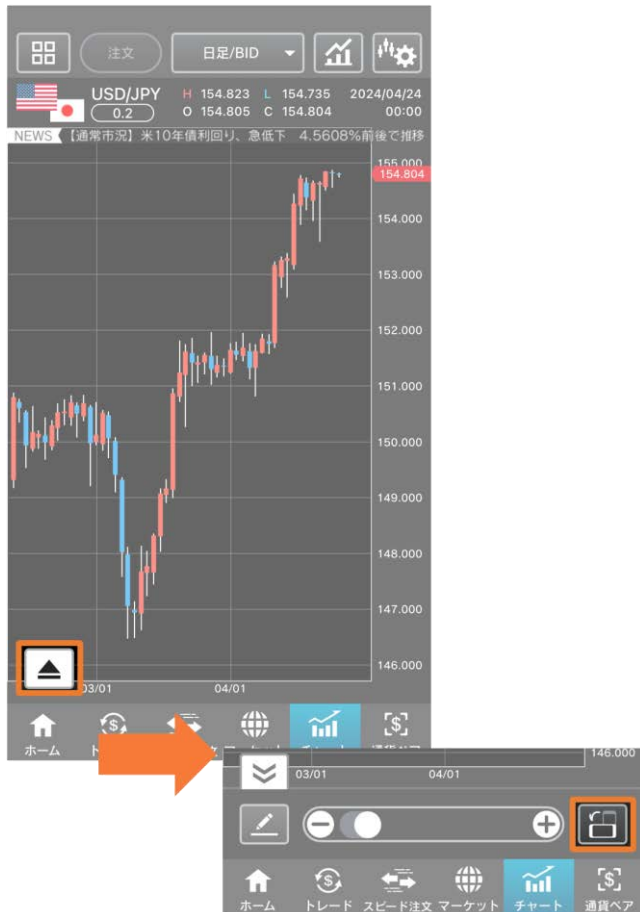 注文
日足/BID
USD/JPY H 154.823 L 154.735 2024/04/24
0.2 O 154.805 C 154.804 00:00
NEWS 【通常市況】米10年債利回り、急低下 4.5608%前後で推移
155.000
154.804
154.000
153.000
152.000
151.000
150.000
149.000
148.000
147.000
146.000
03/01 04/01
ホーム
146.000
03/01 04/01
ホーム トレード スピード注文 マーケット チャート 通貨ペア